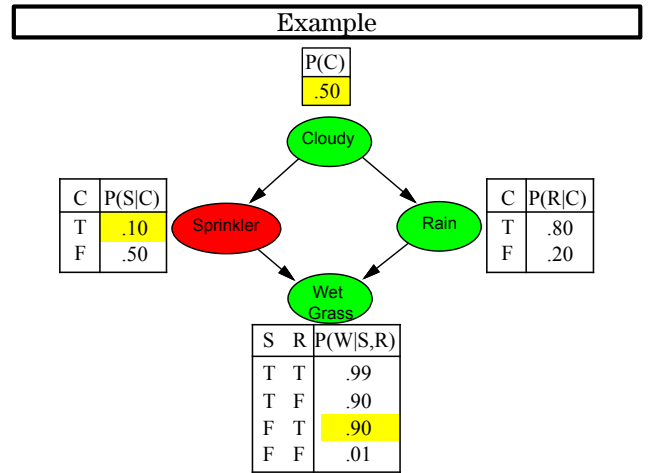 Example
P(C)
.50
Cloudy
C P(S|C)
T .10
F .50
Sprinkler
Rain
C P(R|C)
T .80
F .20
Wet
Grass
S R P(W|S,R)
T T .99
T F .90
F T .90
F F .01